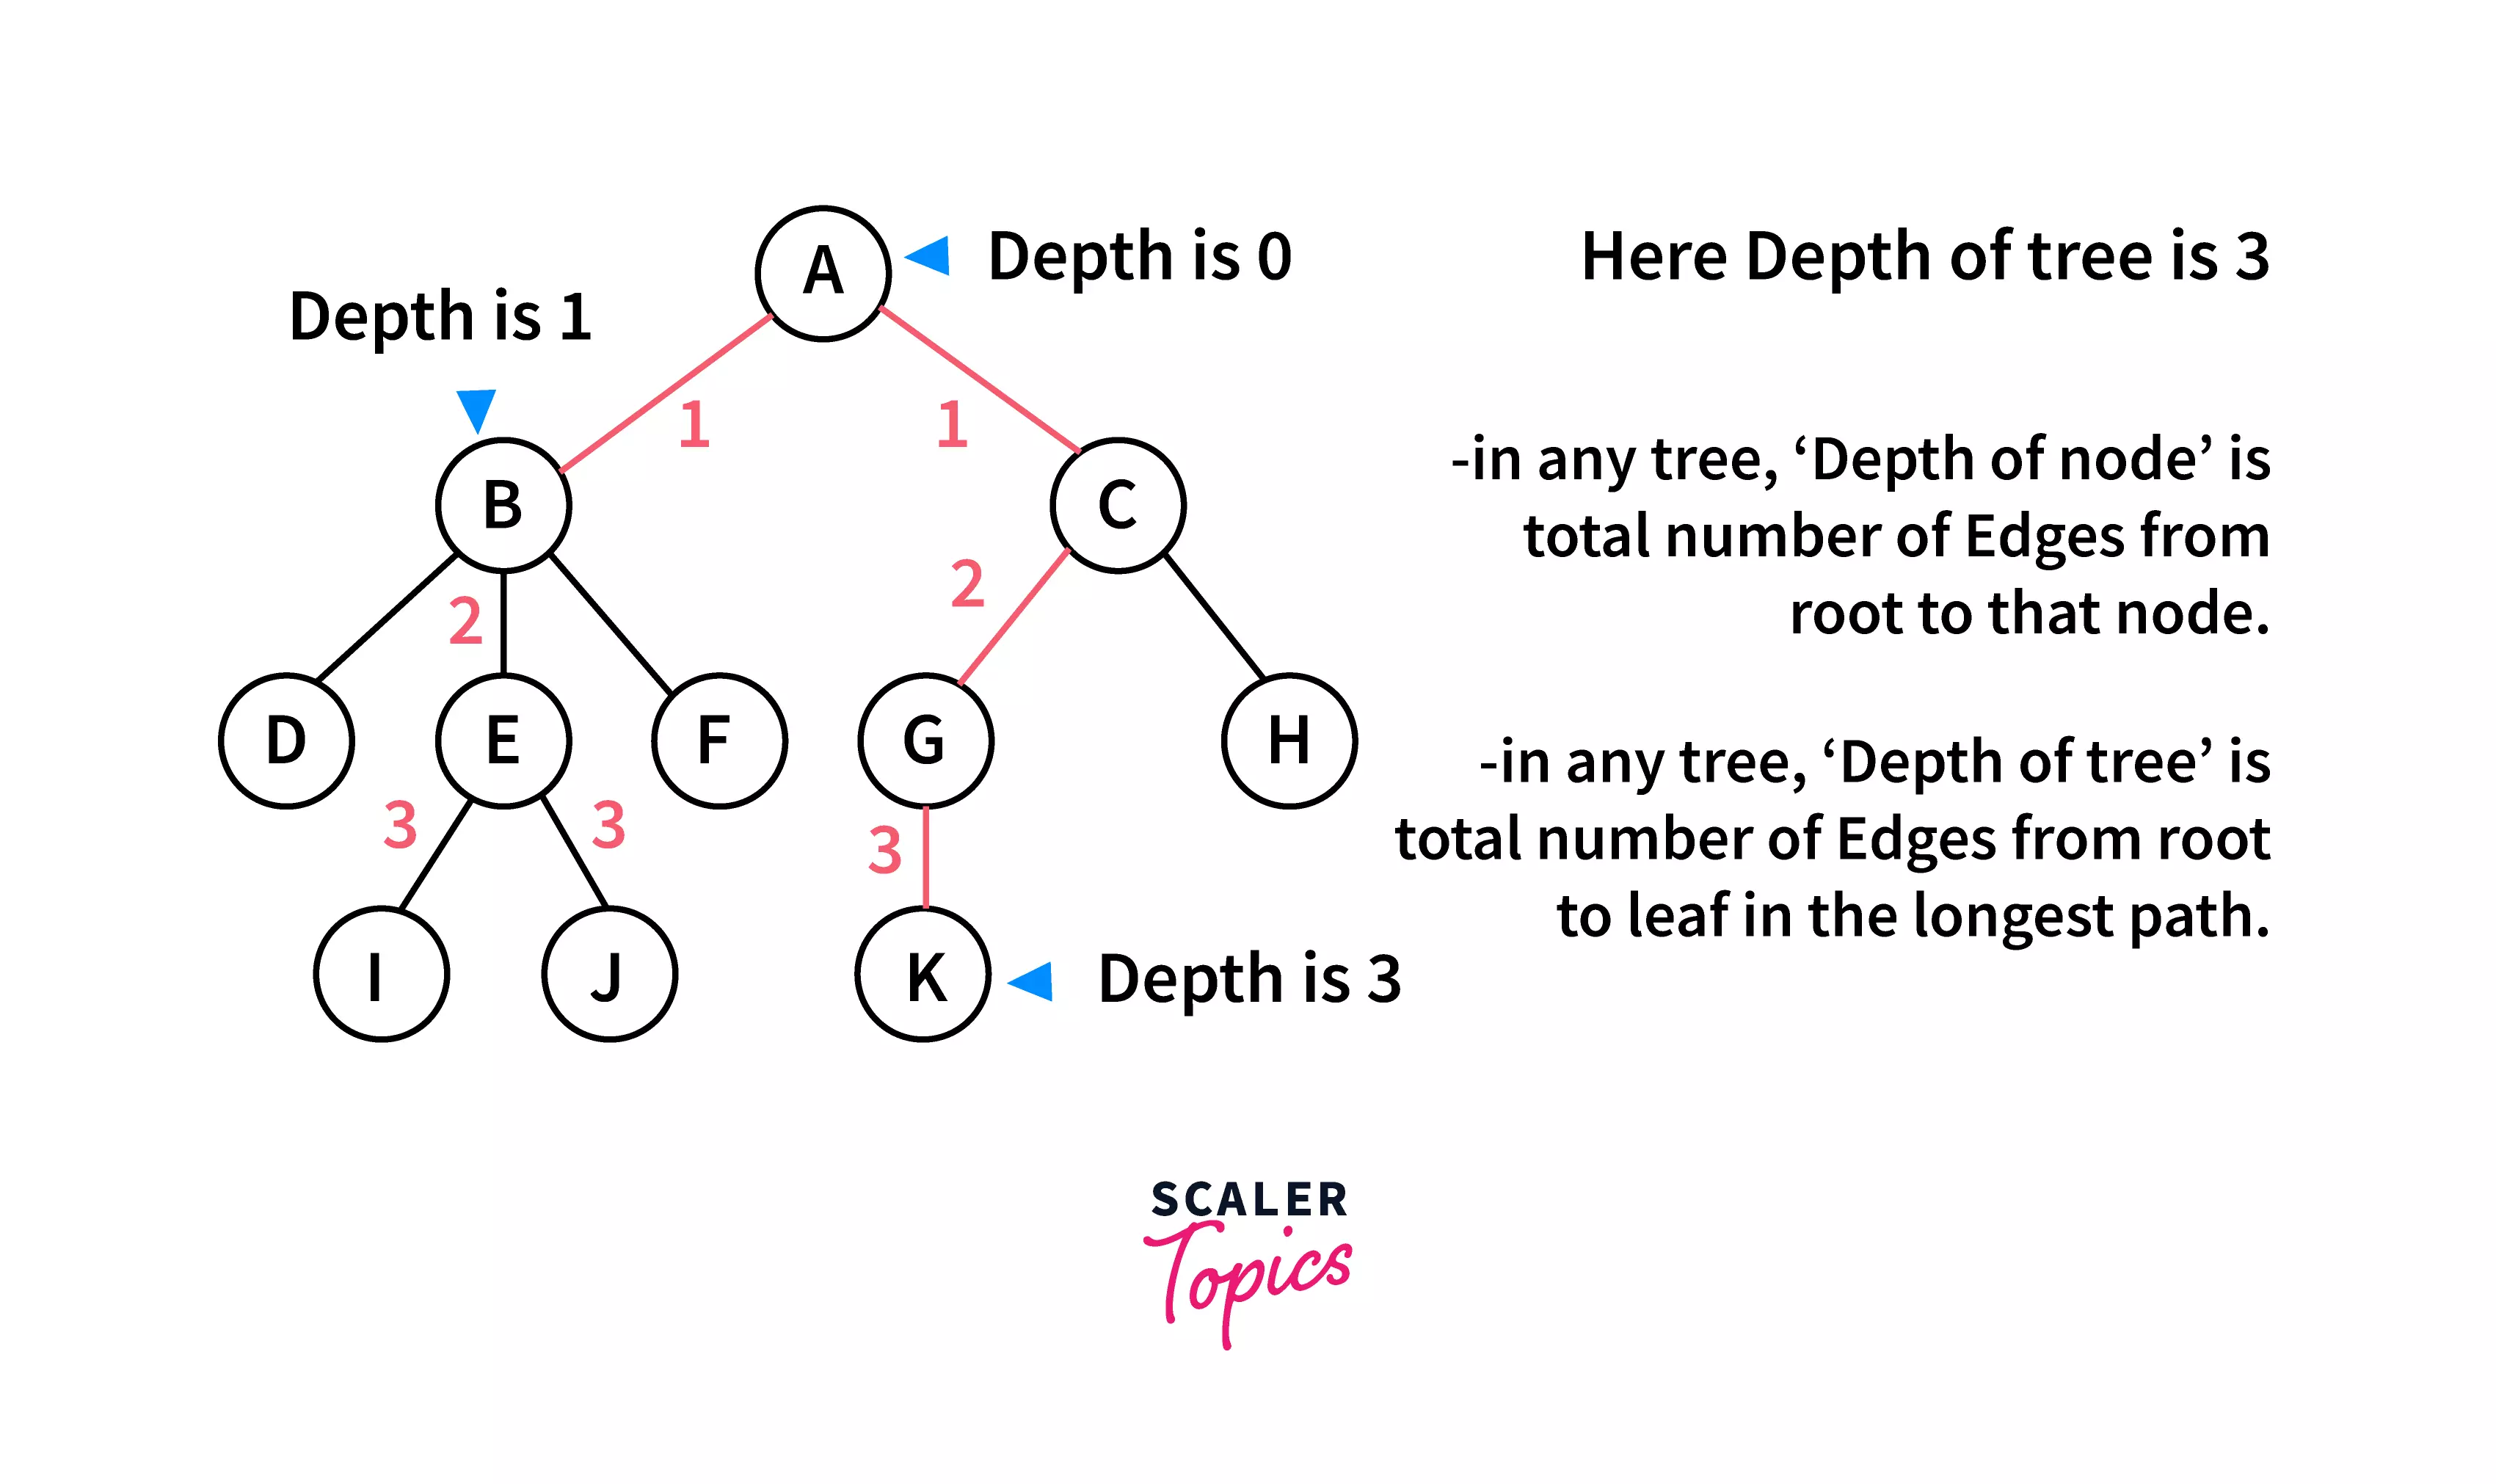 A
Depth is 0
Here Depth of tree is 3
Depth is 1
1
1
B
C
-in any tree, ‘Depth of node’ is
total number of Edges from
root to that node.
2
2
D
E
F
G
H
-in any tree, ‘Depth of tree’ is
total number of Edges from root
to leaf in the longest path.
3
3
3
I
J
K
Depth is 3
SCALER
Topics